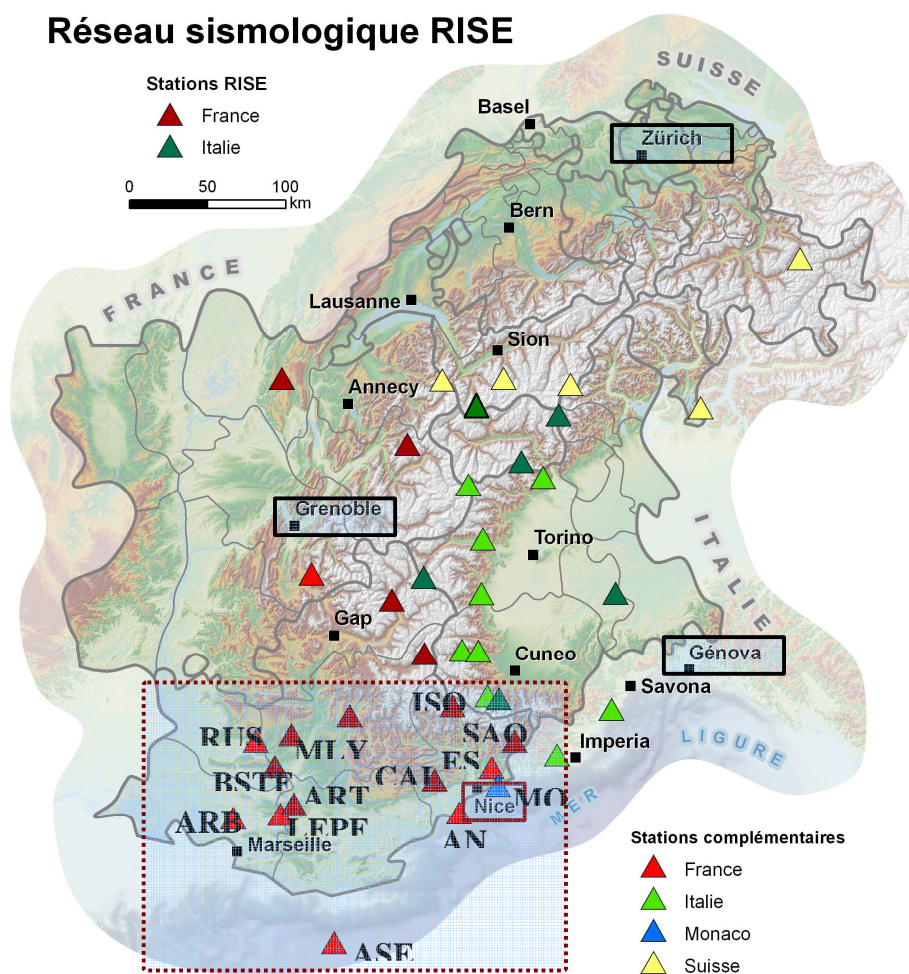 Réseau sismologique RISE
SUISSE
Stations RISE
France
Italie
0 50 100
km
Basel
Zürich
Bern
FRANCE
Lausanne
Sion
Annecy
Grenoble
Torino
ITALIE
Gap
Cuneo
Génova
Savona
ISO
RUS
MLY
SAO
Imperia
LIGURE
BSTF
CAL
ES
ART
Nice
MO
MER
ARB
LEPF
AN
Marseille
ASE
Stations complémentaires
France
Italie
Monaco
Suisse